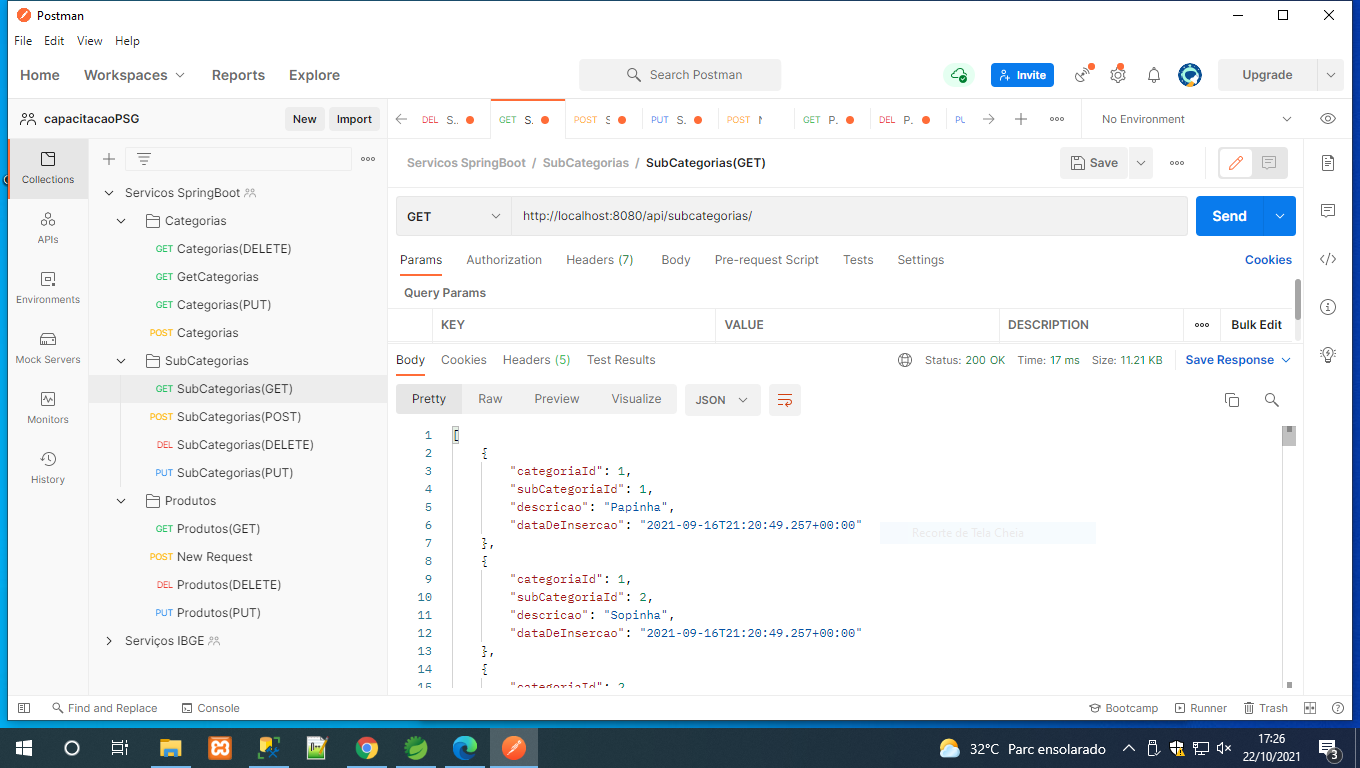 Postman
File Edit View Help
Home Workspaces Reports Explore Search Postman Invite Upgrade
capacitacaoPSG New Import
DEL S.. GET S. POST S PUT S. POST GET P. DEL P. PU No Environment
Collections
APIs
Environments
Mock Servers
Monitors
History
Servicos SpringBoot
Categorias
GET Categorias(DELETE)
GET GetCategorias
GET Categorias(PUT)
POST Categorias
SubCategorias
GET SubCategorias(GET)
POST SubCategorias(POST)
DEL SubCategorias(DELETE)
PUT SubCategorias(PUT)
Produtos
GET Produtos(GET)
POST New Request
DEL Produtos(DELETE)
PUT Produtos(PUT)
Serviços IBGE
Servicos SpringBoot / SubCategorias / SubCategorias(GET) Save
GET http://localhost:8080/api/subcategorias/ Send
Params Authorization Headers (7) Body Pre-request Script Tests Settings Cookies
Query Params
KEY VALUE DESCRIPTION Bulk Edit
Body Cookies Headers (5) Test Results Status: 200 OK Time: 17 ms Size: 11.21 KB Save Response
Pretty Raw Preview Visualize JSON
1 [
2 {
3 "categoriaId": 1,
4 "subCategoriaId": 1,
5 "descricao": "Papinha",
6 "dataDeInsercao": "2021-09-16T21:20:49.257+00:00"
7 },
8 {
9 "categoriaId": 1,
10 "subCategoriaId": 2,
11 "descricao": "Sopinha",
12 "dataDeInsercao": "2021-09-16T21:20:49.257+00:00"
13 },
14 {
15 "categoriaId": 2
Recorte de Tela Cheia
Find and Replace Console Bootcamp Runner Trash
32°C Parc ensolarado
17:26
22/10/2021
3